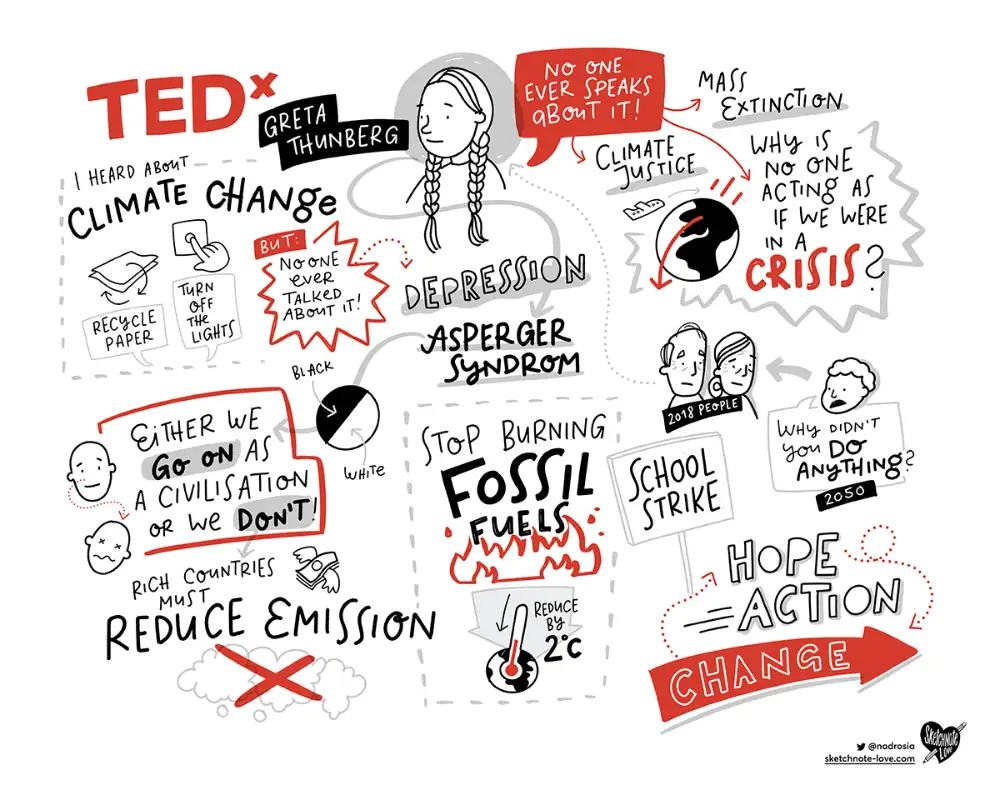 TEDx
GRETA
THUNBERG
I HEARD ABOUT
CLIMATE CHANGE
RECYCLE
PAPER
TURN
OFF
THE
LIGHTS
BUT:
NO ONE
EVER
TALKED
ABOUT IT!
DEPRESSION
ASPERGER
SYNDROM
NO ONE
EVER SPEAKS
ABOUT IT!
MASS
EXTINCTION
CLIMATE
JUSTICE
WHY IS
NO ONE
ACTING AS
IF WE WERE
IN A
CRISIS?
BLACK
WHITE
EITHER WE
GO ON AS
A CIVILISATION
OR WE DON'T!
RICH COUNTRIES
MUST
REDUCE EMISSION
STOP BURNING
FOSSIL
FUELS
REDUCE
BY
2°C
2018 PEOPLE
WHY DIDN'T
YOU DO
ANYTHING?
2050
SCHOOL
STRIKE
HOPE
ACTION
CHANGE
@nadrosia
sketchnote-love.com
SKETCHNOTE
LOVE